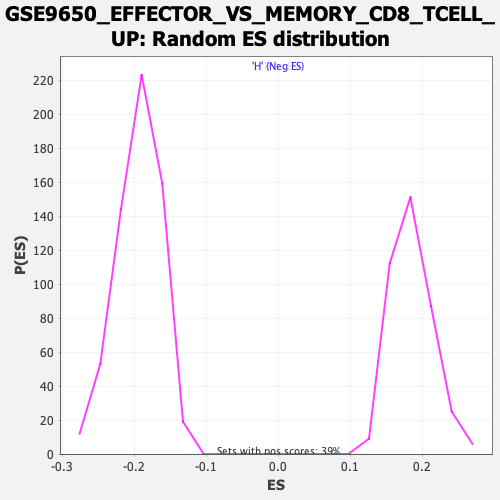 GSE9650_EFFECTOR_VS_MEMORY_CD8_TCELL_
UP: Random ES distribution
'H' (Neg ES)
220
200
180
160
140
120
100
80
60
40
20
0
P(ES)
Sets with pos scores: 39%
-0.3 -0.2 -0.1 0.0 0.1 0.2
ES